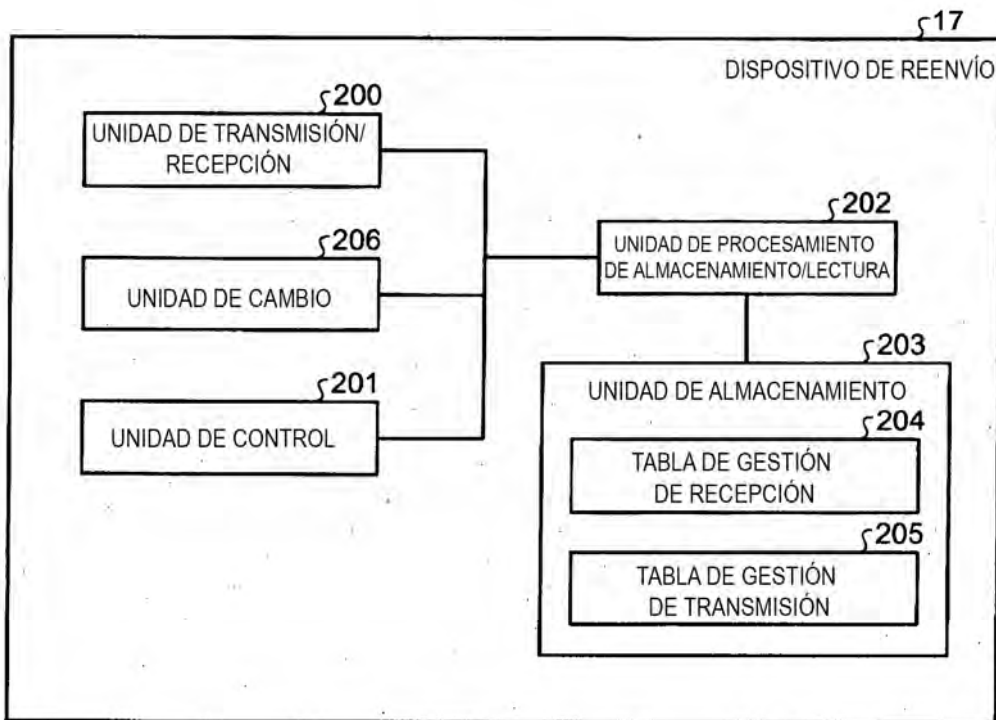 17
DISPOSITIVO DE REENVÍO
200
UNIDAD DE TRANSMISIÓN/
RECEPCIÓN
206
UNIDAD DE CAMBIO
201
UNIDAD DE CONTROL
202
UNIDAD DE PROCESAMIENTO
DE ALMACENAMIENTO/LECTURA
203
UNIDAD DE ALMACENAMIENTO
204
TABLA DE GESTIÓN
DE RECEPCIÓN
205
TABLA DE GESTIÓN
DE TRANSMISIÓN